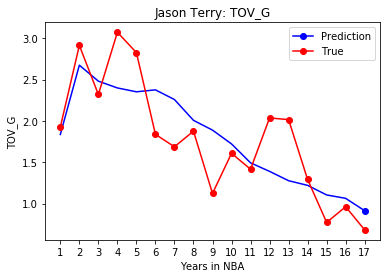 Jason Terry: TOV_G
Prediction
True
TOV_G
3.0
2.5
2.0
1.5
1.0
1 2 3 4 5 6 7 8 9 10 11 12 13 14 15 16 17
Years in NBA